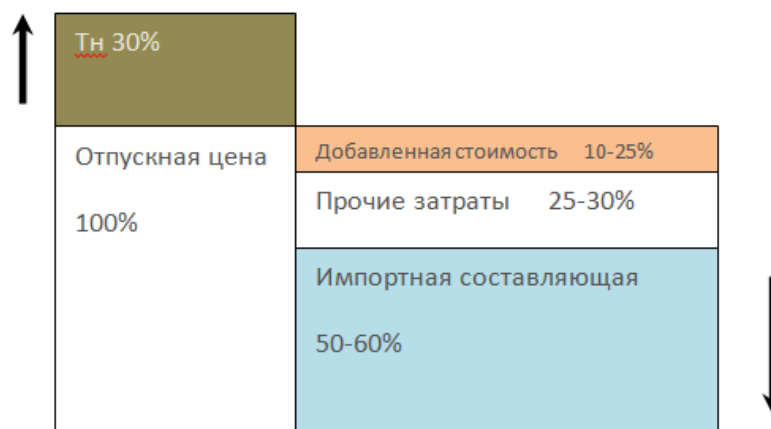 Тн 30%
Отпускная цена
100%
Добавленная стоимость 10-25%
Прочие затраты 25-30%
Импортная составляющая
50-60%